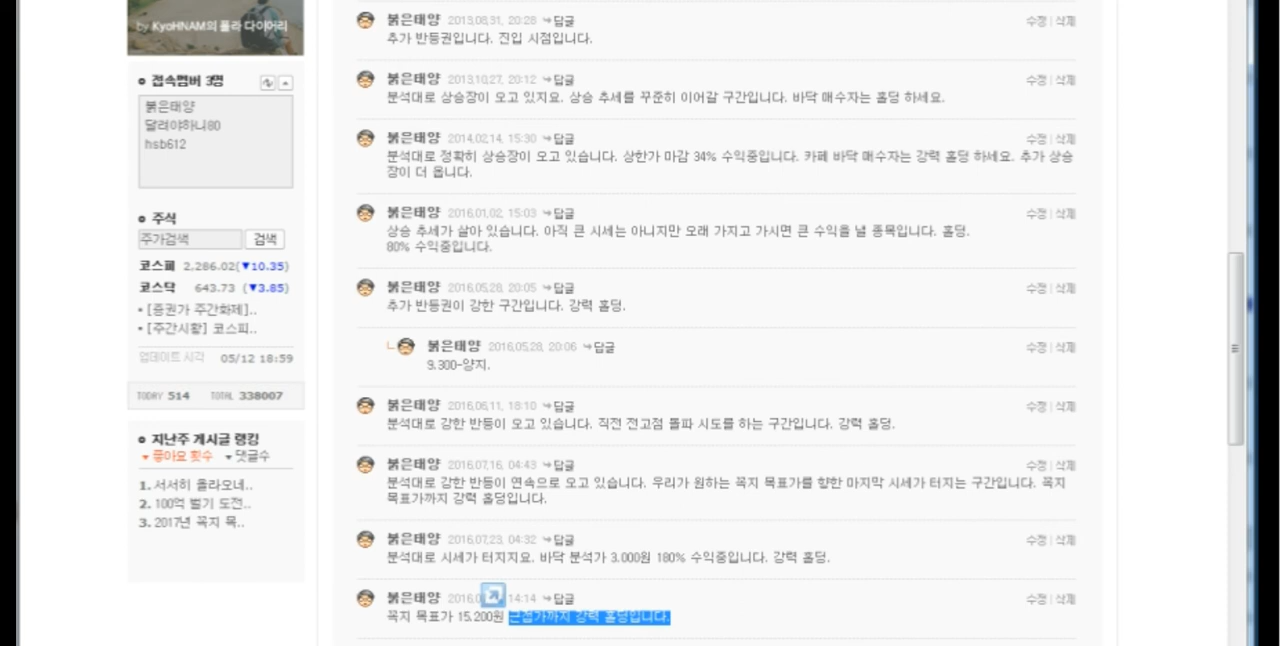 by KyoHNAM의 폴라 다이어리
접속멤버 3명
붉은태양
달려야하니80
hsb612
주식
주가검색 검색
코스피 2,286.02(▼10.35)
코스닥 643.73 (▼3.85)
• [증권가 주간화제]..
• [주간시황] 코스피..
업데이트 시각 05/12 18:59
TODAY 514 TOTAL 338007
지난주 게시글 랭킹
▼좋아요 횟수 ▼댓글수
1. 서서히 올라오네..
2. 100억 벌기 도전..
3. 2017년 꼭지 목..
붉은태양 2013.08.31. 20:28 답글 수정 | 삭제
추가 반등권입니다. 진입 시점입니다.
붉은태양 2013.10.27. 20:12 답글 수정 | 삭제
분석대로 상승장이 오고 있지요. 상승 추세를 꾸준히 이어갈 구간입니다. 바닥 매수자는 홀딩 하세요.
붉은태양 2014.02.14. 15:30 답글 수정 | 삭제
분석대로 정확히 상승장이 오고 있습니다. 상한가 마감 34% 수익중입니다. 카페 바닥 매수자는 강력 홀딩 하세요. 추가 상승
장이 더 옵니다.
붉은태양 2016.01.02. 15:03 답글 수정 | 삭제
상승 추세가 살아 있습니다. 아직 큰 시세는 아니지만 오래 가지고 가시면 큰 수익을 낼 종목입니다. 홀딩.
80% 수익중입니다.
붉은태양 2016.05.28. 20:05 답글 수정 | 삭제
추가 반등권이 강한 구간입니다. 강력 홀딩.
붉은태양 2016.05.28. 20:06 답글 수정 | 삭제
9.300-양지.
붉은태양 2016.06.11. 18:10 답글 수정 | 삭제
분석대로 강한 반등이 오고 있습니다. 직전 전고점 돌파 시도를 하는 구간입니다. 강력 홀딩.
붉은태양 2016.07.16. 04:43 답글 수정 | 삭제
분석대로 강한 반등이 연속으로 오고 있습니다. 우리가 원하는 꼭지 목표가를 향한 마지막 시세가 터지는 구간입니다. 꼭지
목표가까지 강력 홀딩입니다.
붉은태양 2016.07.23. 04:32 답글 수정 | 삭제
분석대로 시세가 터지지요. 바닥 분석가 3.000원 180% 수익중입니다. 강력 홀딩.
붉은태양 2016.0 14:14 답글 수정 | 삭제
꼭지 목표가 15.200원 근접가까지 강력 홀딩입니다.